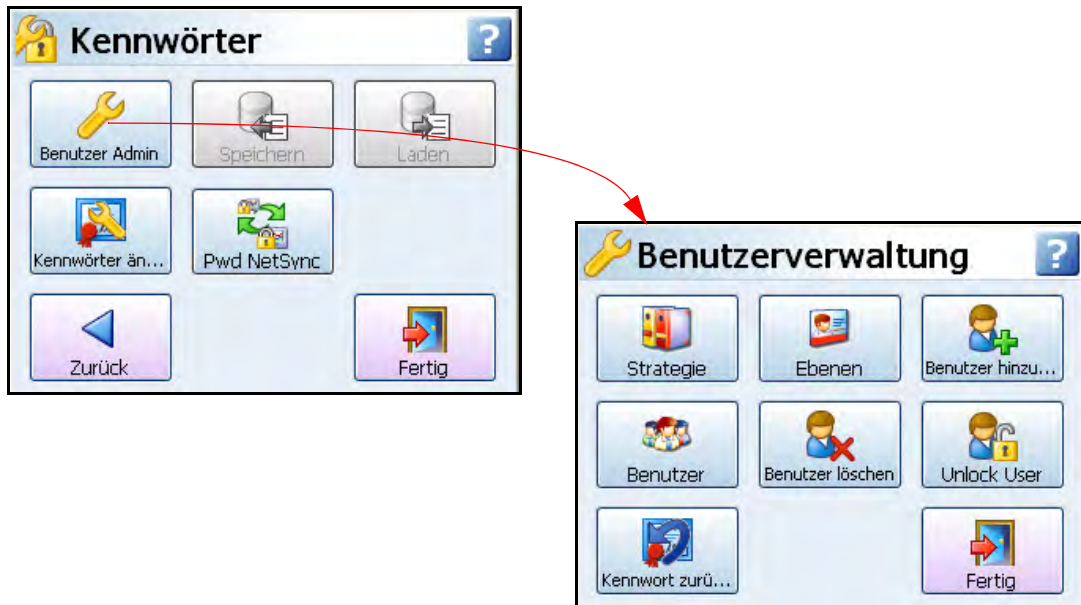 Kennwörter ?
Benutzer Admin Speichern Laden
Kennwörter än... Pwd NetSync
Zurück Fertig
Benutzerverwaltung ?
Strategie Ebenen Benutzer hinzu...
Benutzer Benutzer löschen Unlock User
Kennwort zurü... Fertig